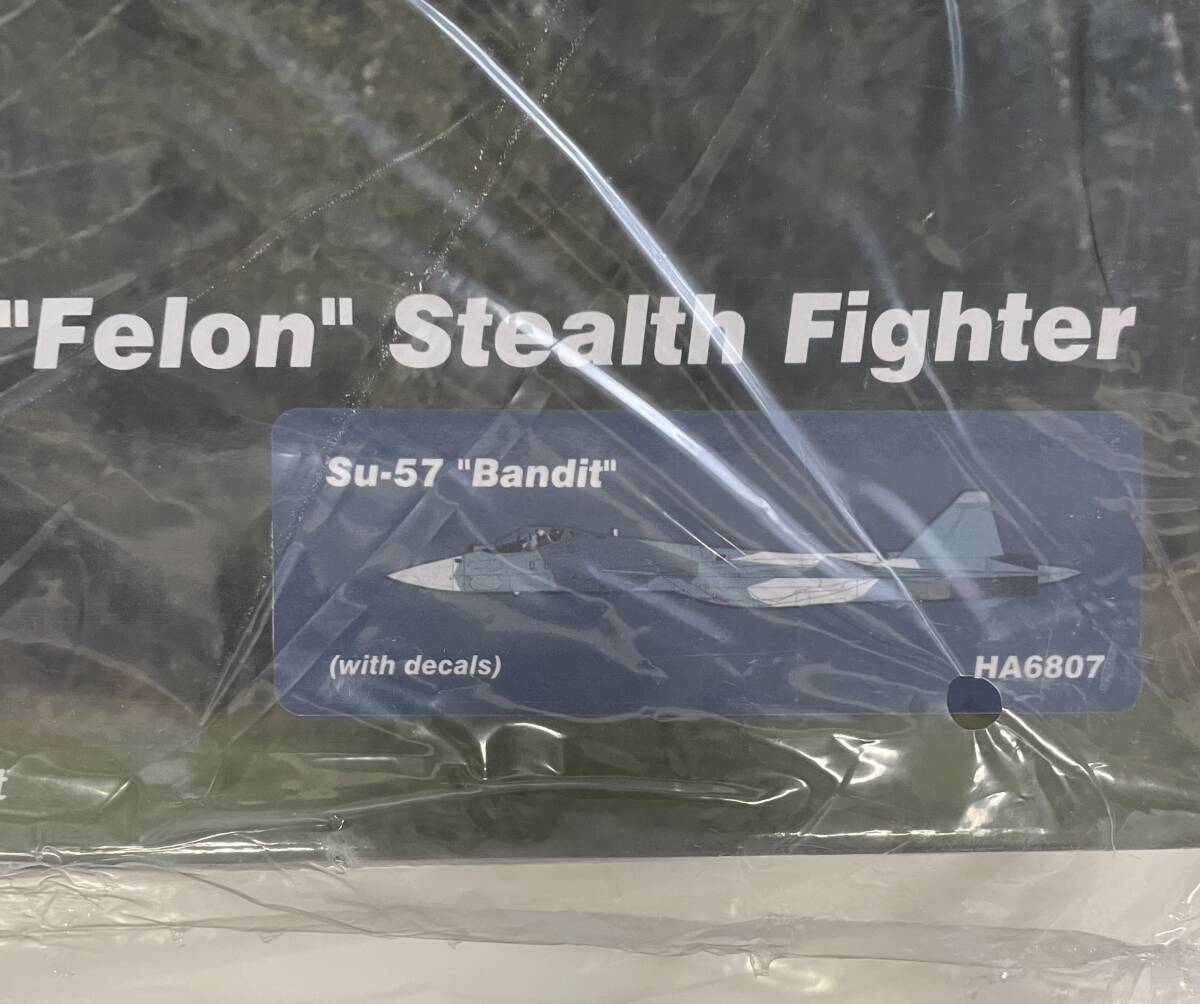 "Felon" Stealth Fighter
Su-57 "Bandit"
(with decals)
HA6807